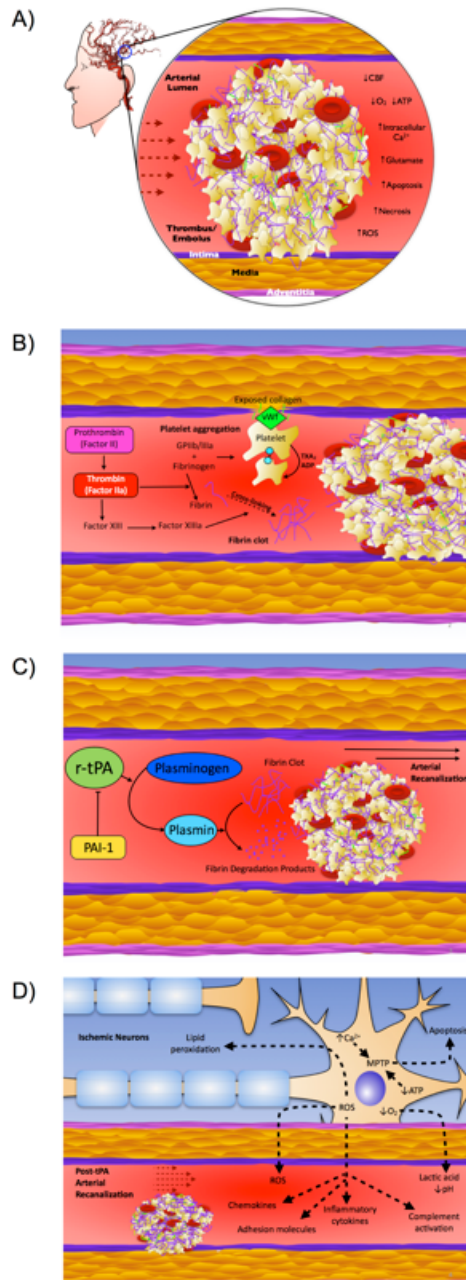 A)
Arterial
Lumen
↓CBF
↓O₂ ↓ATP
↑Intracellular
Ca²⁺
↑Glutamate
↑Apoptosis
↑Necrosis
↑ROS
Thrombus/
Embolus
Intima
Media
Adventitia
B)
Exposed collagen
vWf
Prothrombin
(Factor II)
Platelet aggregation
GPIIb/IIIa
+
Fibrinogen
Platelet
TXA₂
ADP
Thrombin
(Factor IIa)
Fibrin
Cross-linking
Factor XIII
Factor XIIIa
Fibrin clot
C)
r-tPA
Plasminogen
Fibrin Clot
Arterial
Recanalization
Plasmin
PAI-1
Fibrin Degradation Products
D)
Ischemic Neurons
Lipid
peroxidation
↑Ca²⁺
MPTP
Apoptosis
↓ATP
ROS
↓O₂
Post-tPA
Arterial
Recanalization
ROS
Lactic acid
↓pH
Chemokines
Inflammatory
cytokines
Adhesion molecules
Complement
activation